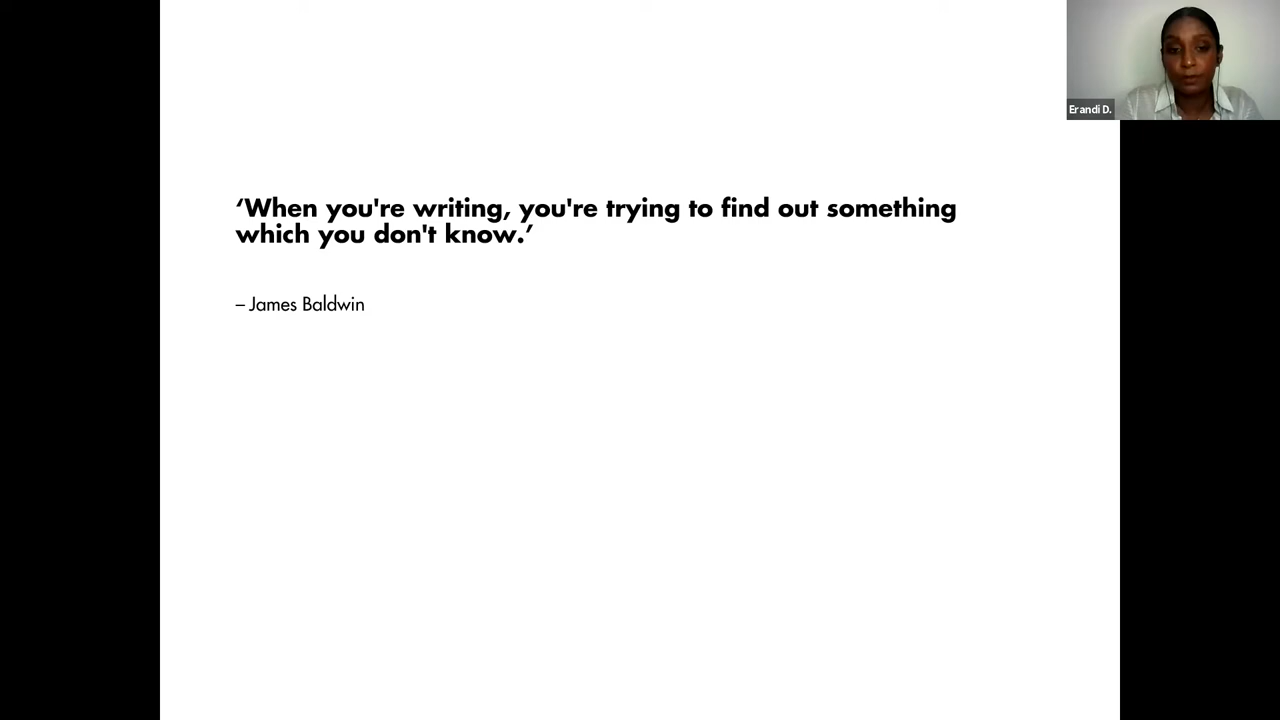 ‘When you're writing, you're trying to find out something
which you don't know.’
– James Baldwin
Erandi D.